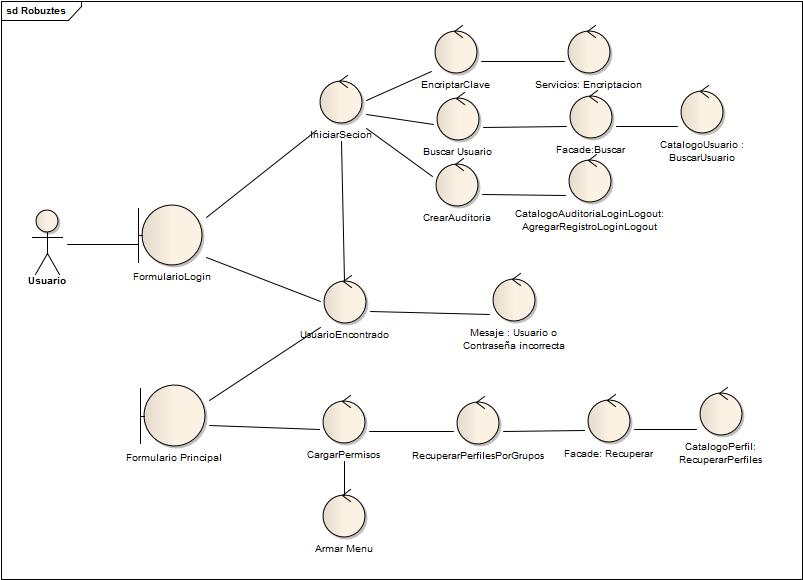 sd Robuztes
EncriptarClave
Servicios: Encriptacion
IniciarSecion
Buscar Usuario
Facade:Buscar
CatalogoUsuario :
BuscarUsuario
CrearAuditoria
CatalogoAuditoriaLoginLogout:
AgregarRegistroLoginLogout
Usuario
FormularioLogin
UsuarioEncontrado
Mesaje : Usuario o
Contraseña incorrecta
Formulario Principal
CargarPermisos
RecuperarPerfilesPorGrupos
Facade: Recuperar
CatalogoPerfil:
RecuperarPerfiles
Armar Menu